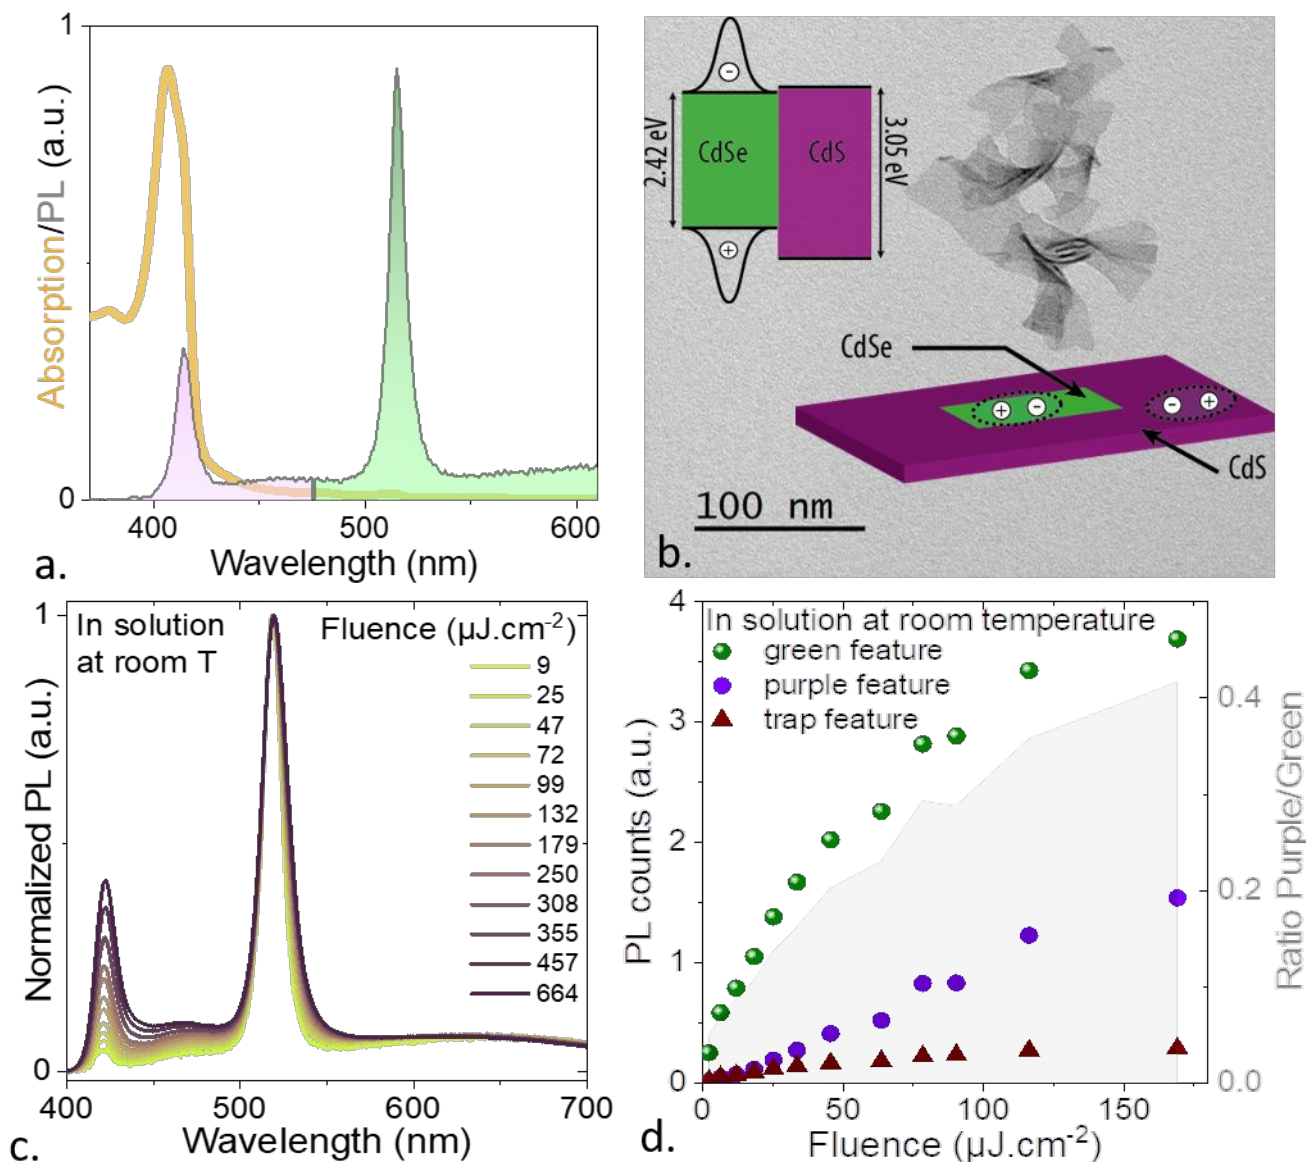 1
0
Absorption/PL (a.u.)
400
500
600
Wavelength (nm)
a.
-
2.42 eV
CdSe
CdS
3.05 eV
+
CdSe
+ -
- +
CdS
100 nm
b.
1
0
Normalized PL (a.u.)
In solution
at room T
Fluence (µJ.cm-2)
9
25
47
72
99
132
179
250
308
355
457
664
400
500
600
700
Wavelength (nm)
c.
4
3
2
1
0
PL counts (a.u.)
In solution at room temperature
green feature
purple feature
trap feature
0.4
0.2
0.0
Ratio Purple/Green
0
50
100
150
Fluence (µJ.cm-2)
d.